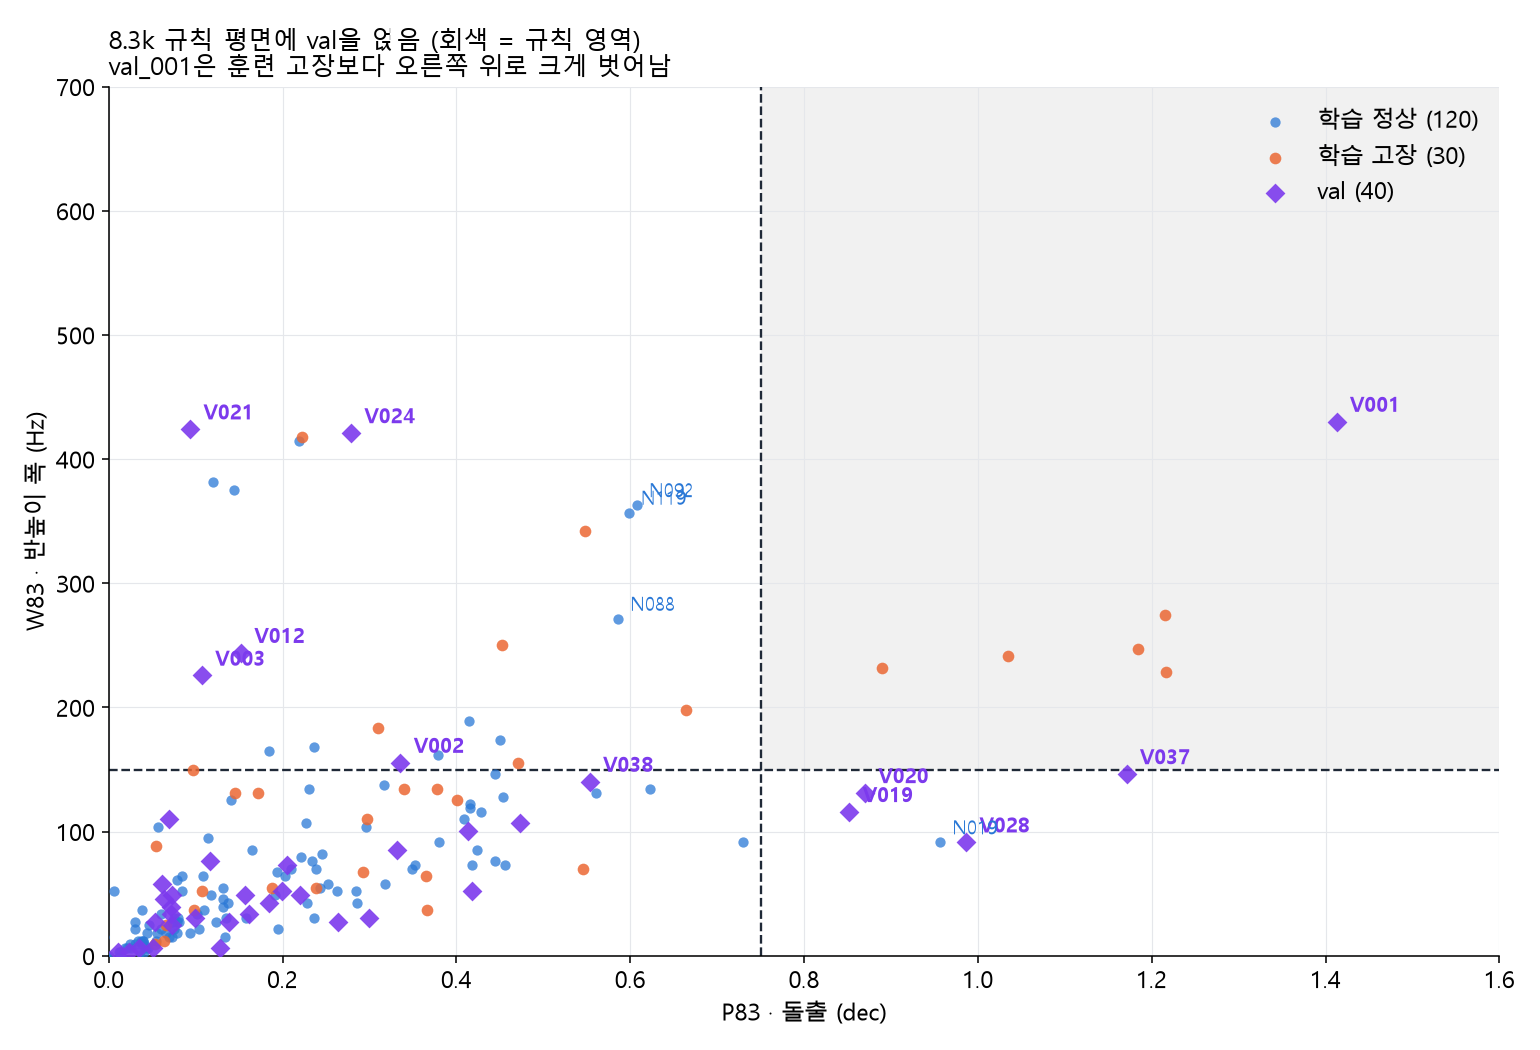 8.3k 규칙 평면에 val을 얹음 (회색 = 규칙 영역)
val_001은 훈련 고장보다 오른쪽 위로 크게 벗어남
700
600
500
400
300
200
100
0
W83 · 반높이 폭 (Hz)
학습 정상 (120)
학습 고장 (30)
val (40)
V021
V024
V001
N092
N119
N088
V012
V003
V002
V038
V037
V020
V019
N019
V028
0.0
0.2
0.4
0.6
0.8
1.0
1.2
1.4
1.6
P83 · 돌출 (dec)